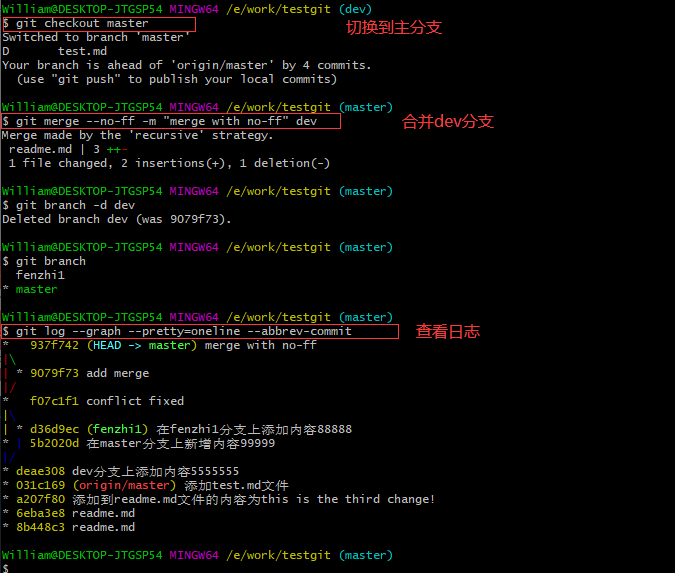 William@DESKTOP-JTGSP54 MINGW64 /e/work/testgit (dev)
$ git checkout master 切换到主分支
Switched to branch 'master'
D       test.md
Your branch is ahead of 'origin/master' by 4 commits.
  (use "git push" to publish your local commits)
William@DESKTOP-JTGSP54 MINGW64 /e/work/testgit (master)
$ git merge --no-ff -m "merge with no-ff" dev 合并dev分支
Merge made by the 'recursive' strategy.
 readme.md | 3 ++-
 1 file changed, 2 insertions(+), 1 deletion(-)
William@DESKTOP-JTGSP54 MINGW64 /e/work/testgit (master)
$ git branch -d dev
Deleted branch dev (was 9079f73).
William@DESKTOP-JTGSP54 MINGW64 /e/work/testgit (master)
$ git branch
  fenzhi1
* master
William@DESKTOP-JTGSP54 MINGW64 /e/work/testgit (master)
$ git log --graph --pretty=oneline --abbrev-commit 查看日志
*   937f742 (HEAD -> master) merge with no-ff
|\
| * 9079f73 add merge
|/
*   f07c1f1 conflict fixed
|\
| * d36d9ec (fenzhi1) 在fenzhi1分支上添加内容88888
* | 5b2020d 在master分支上新增内容99999
|/
* deae308 dev分支上添加内容5555555
* 031c169 (origin/master) 添加test.md文件
* a207f80 添加到readme.md文件的内容为this is the third change!
* 6eba3e8 readme.md
* 8b448c3 readme.md
William@DESKTOP-JTGSP54 MINGW64 /e/work/testgit (master)
$